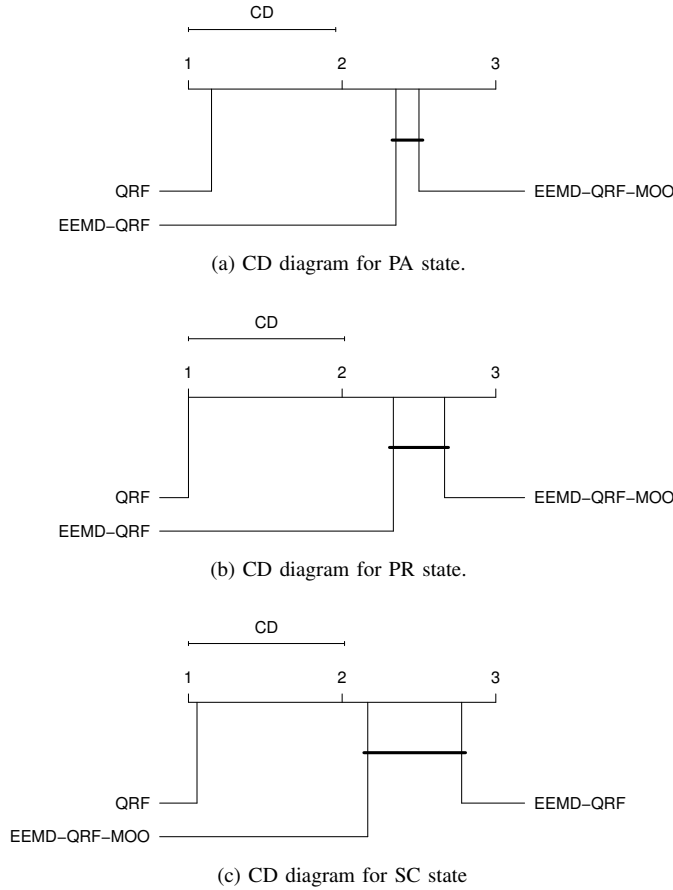 CD
1 2 3
QRF EEMD−QRF−MOO
EEMD−QRF
(a) CD diagram for PA state.
CD
1 2 3
QRF EEMD−QRF−MOO
EEMD−QRF
(b) CD diagram for PR state.
CD
1 2 3
QRF EEMD−QRF
EEMD−QRF−MOO
(c) CD diagram for SC state